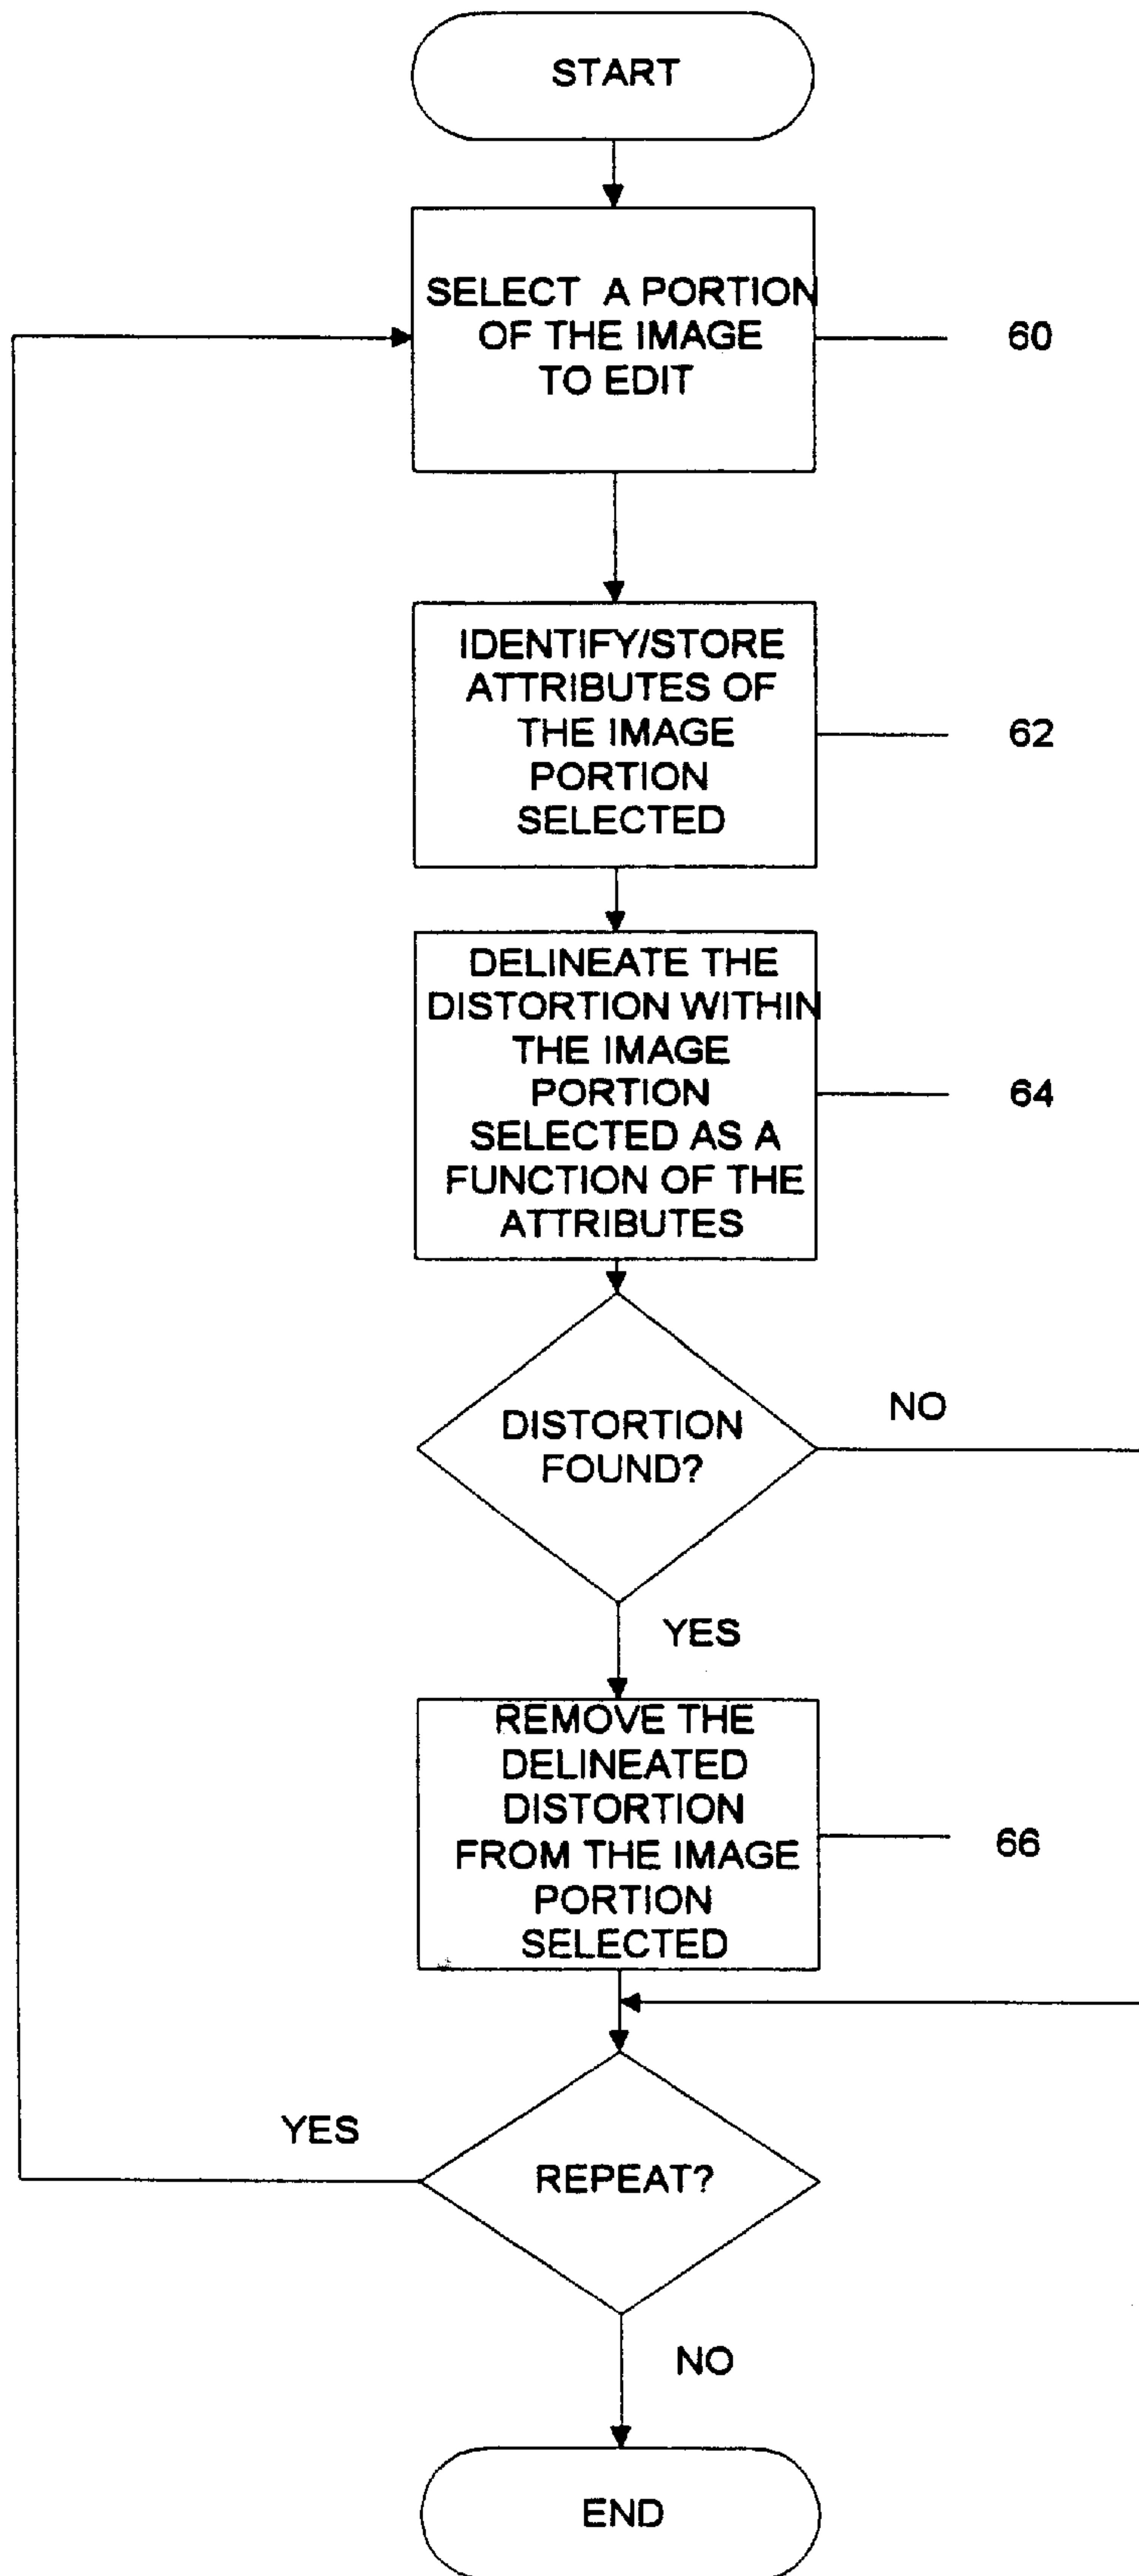 START
SELECT A PORTION
OF THE IMAGE
TO EDIT
60
IDENTIFY/STORE
ATTRIBUTES OF
THE IMAGE
PORTION
SELECTED
62
DELINEATE THE
DISTORTION WITHIN
THE IMAGE
PORTION
SELECTED AS A
FUNCTION OF THE
ATTRIBUTES
64
DISTORTION
FOUND?
NO
YES
REMOVE THE
DELINEATED
DISTORTION
FROM THE IMAGE
PORTION
SELECTED
66
YES
REPEAT?
NO
END